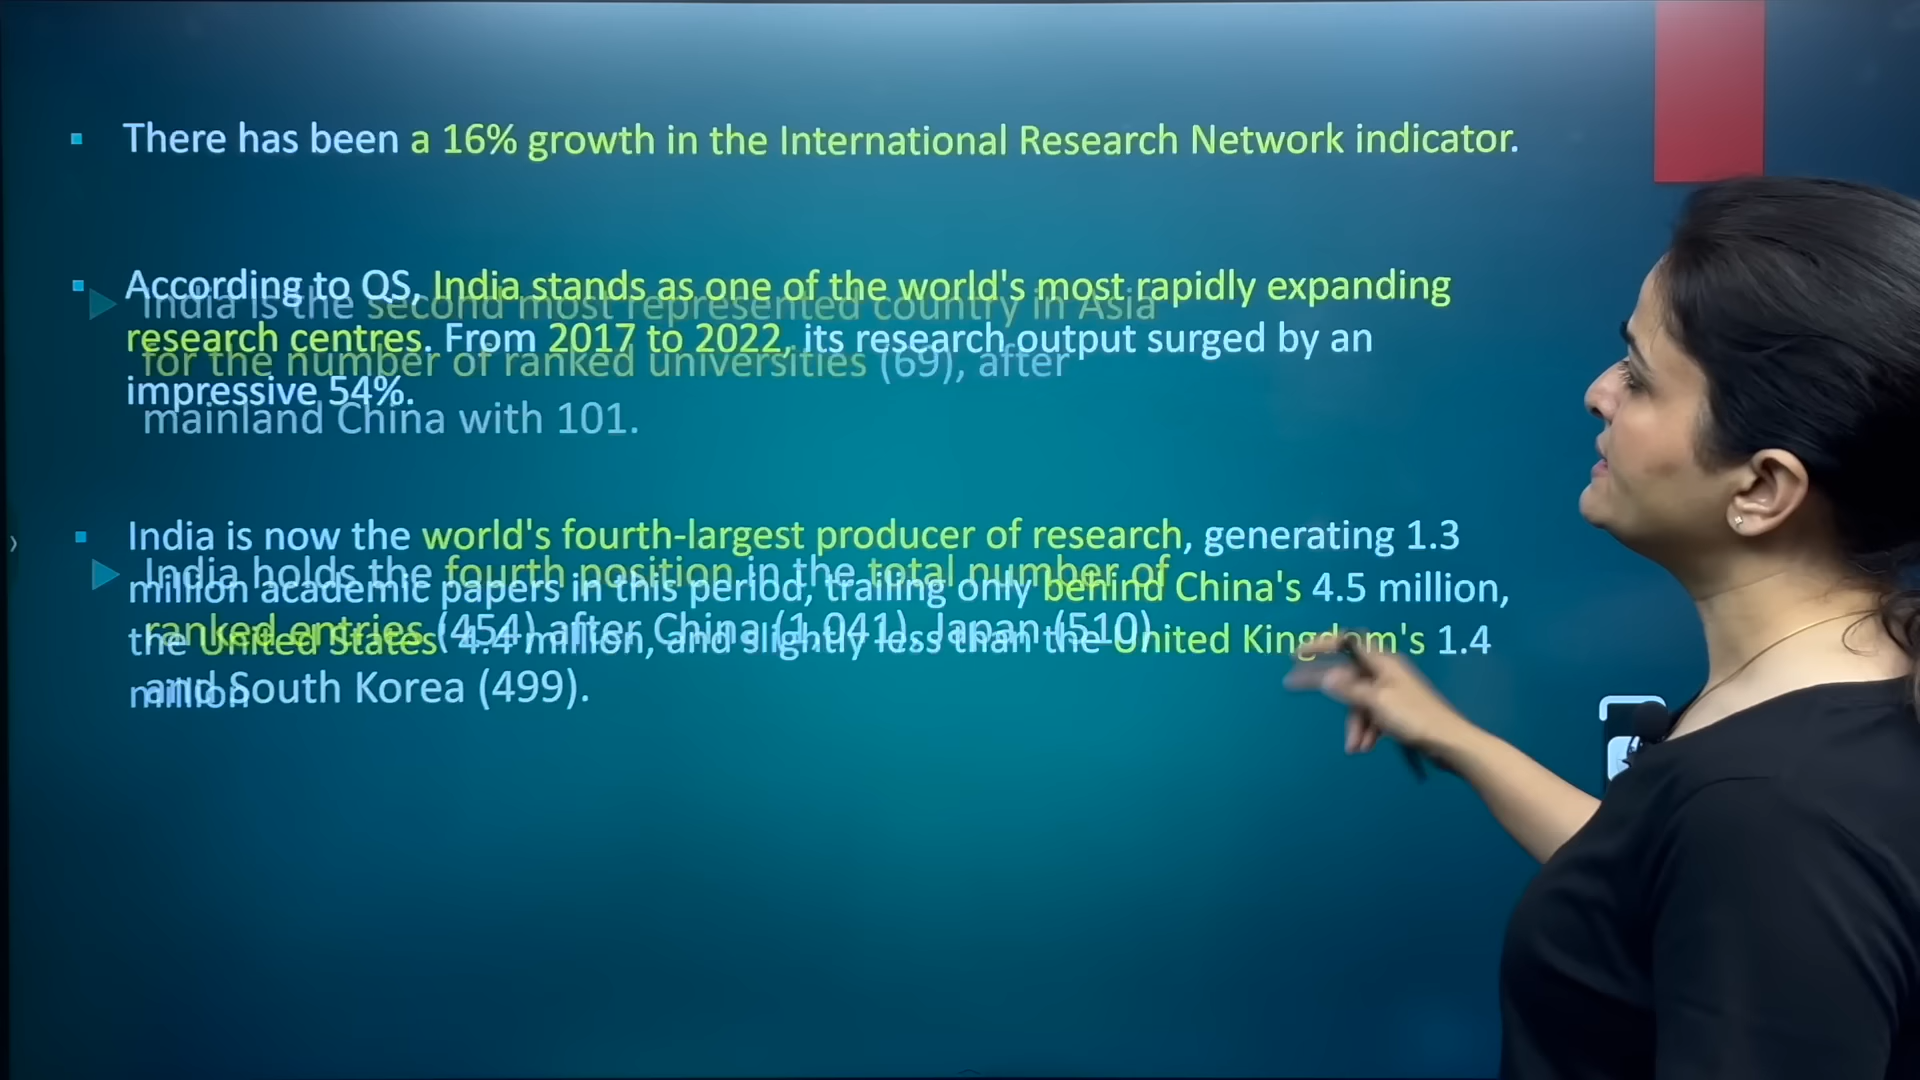 There has been a 16% growth in the International Research Network indicator.
According to QS, India stands as one of the world's most rapidly expanding
research centres. From 2017 to 2022, its research output surged by an
impressive 54%.
India is the second most represented country in Asia
for the number of ranked universities (69), after
mainland China with 101.
India is now the world's fourth-largest producer of research, generating 1.3
million academic papers in this period, trailing only behind China's 4.5 million,
the United States' 4.4 million, and slightly less than the United Kingdom's 1.4
million
India holds the fourth position in the total number of
ranked entries (454) after China (1,041), Japan (510),
and South Korea (499).